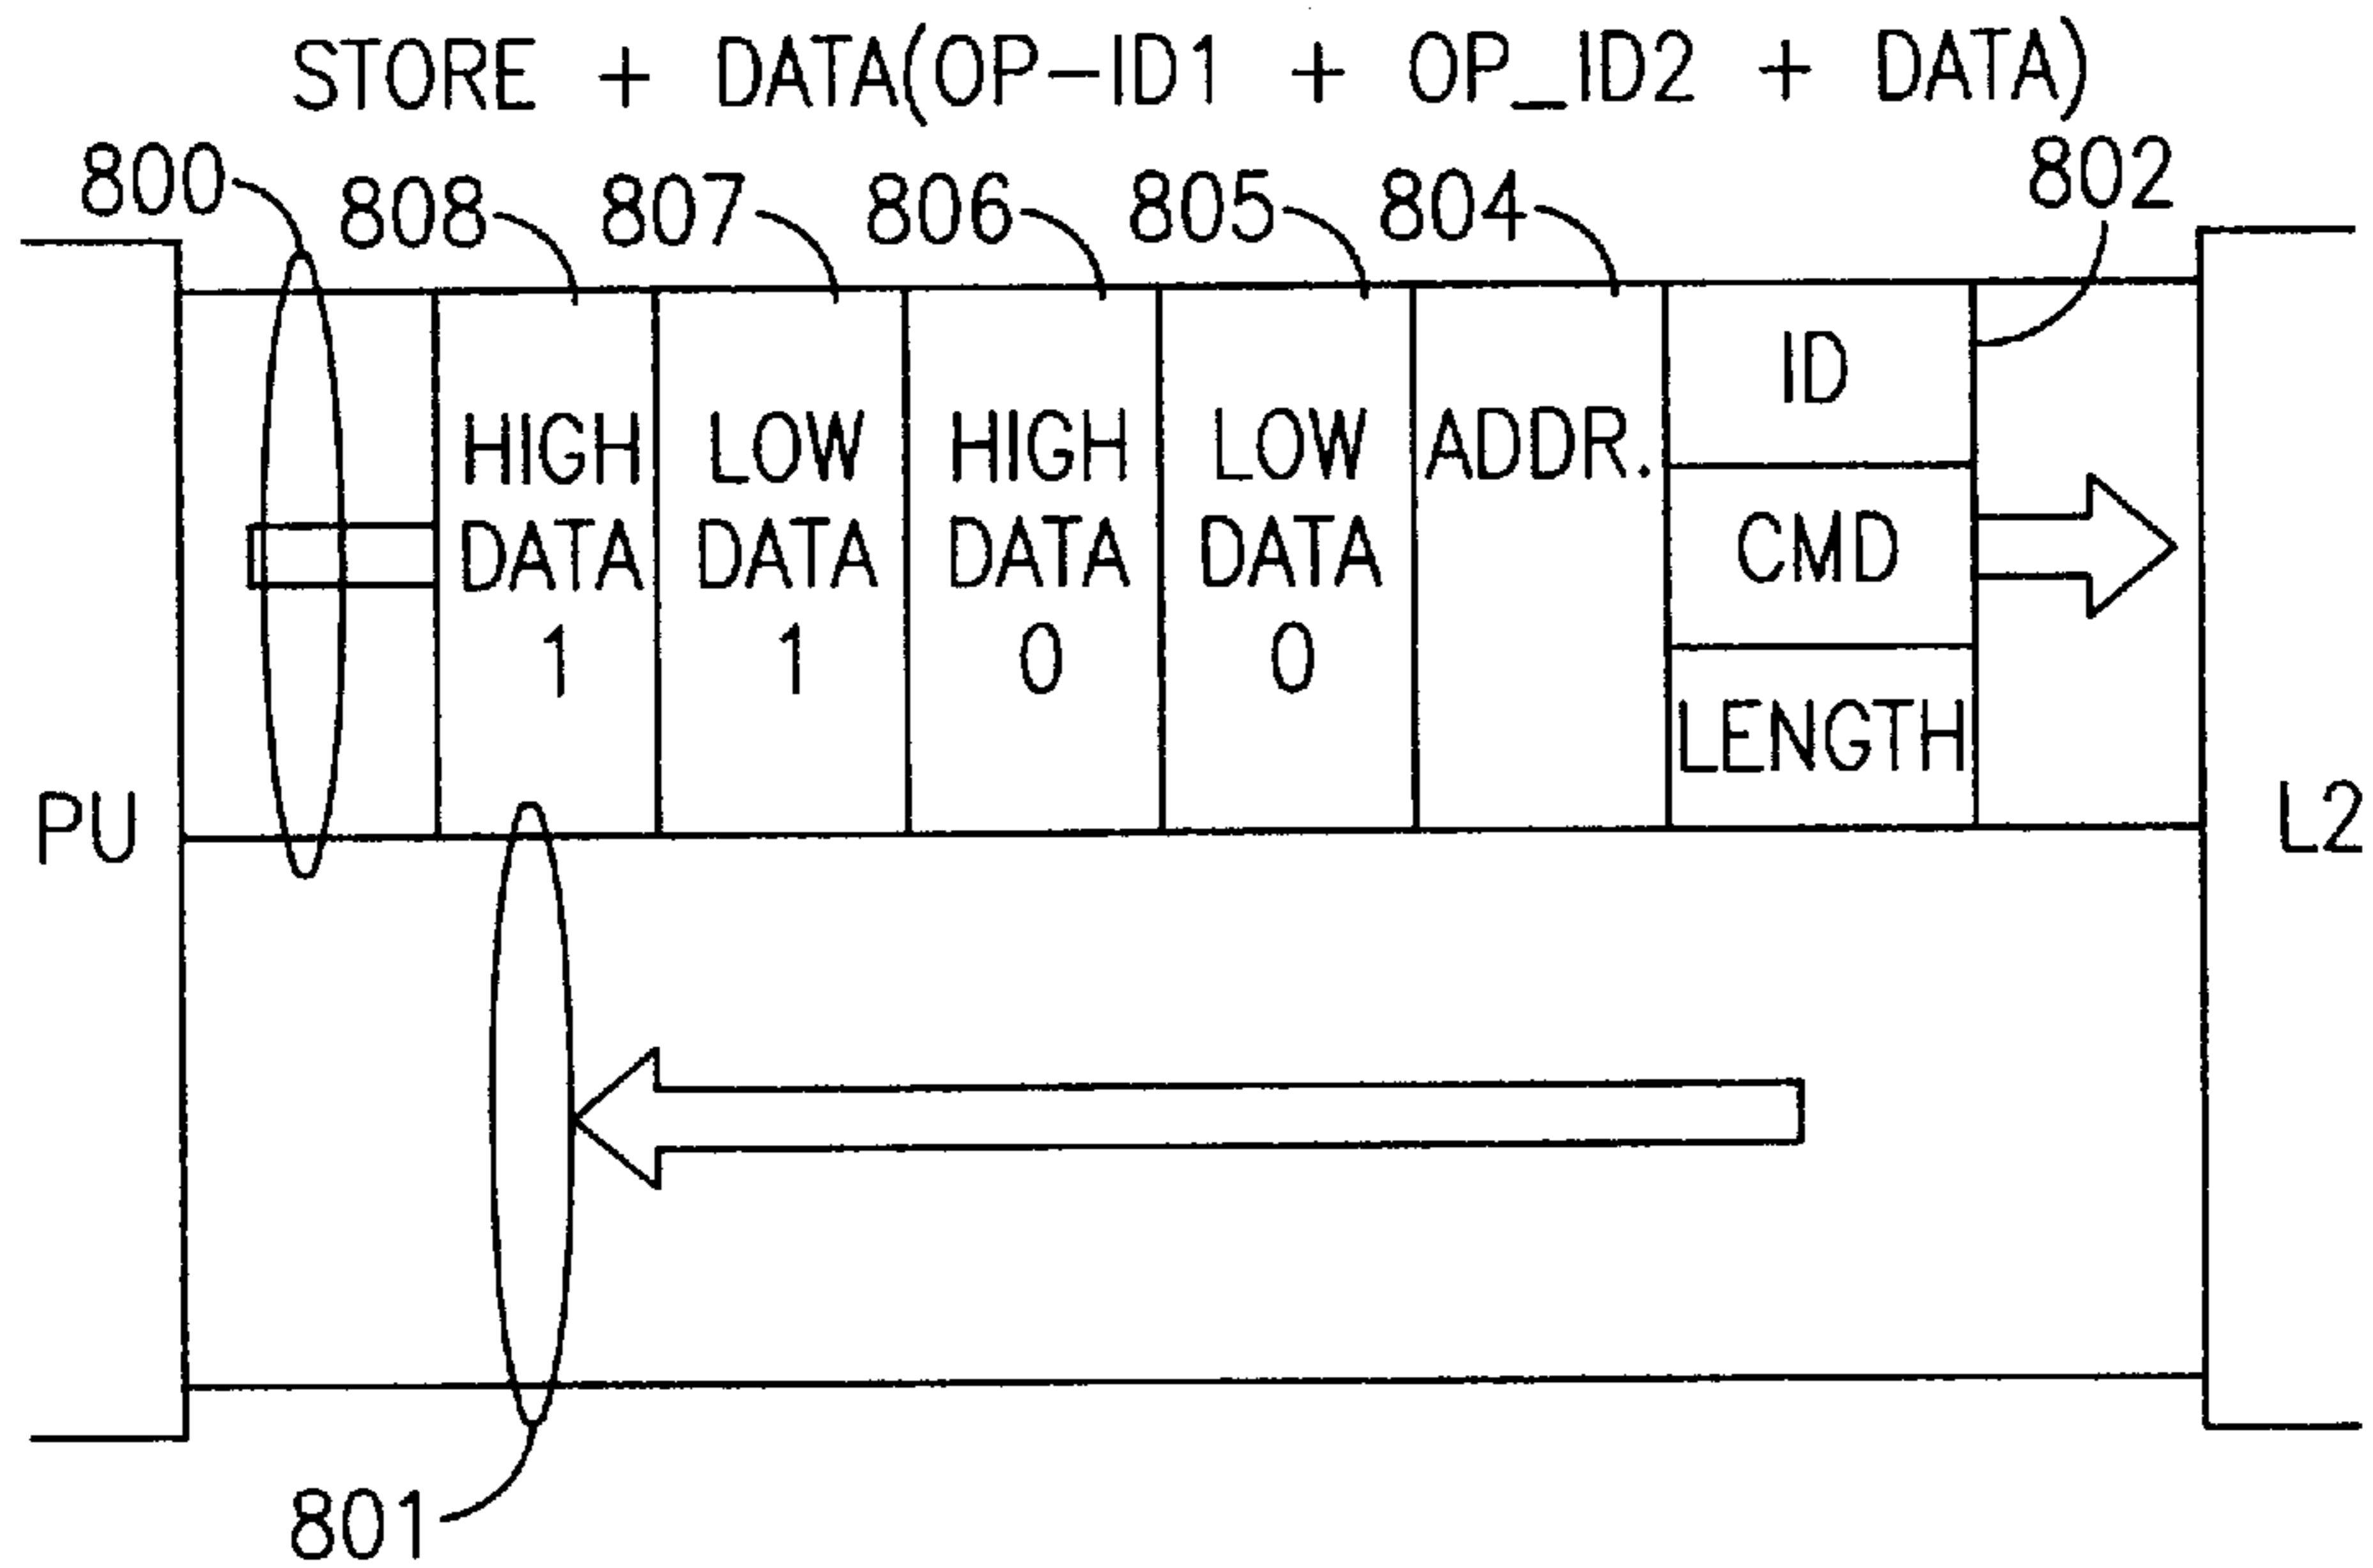 STORE + DATA(OP-ID1 + OP_ID2 + DATA)
800 808 807 806 805 804 802
HIGH DATA 1
LOW DATA 1
HIGH DATA 0
LOW DATA 0
ADDR.
ID
CMD
LENGTH
PU
L2
801